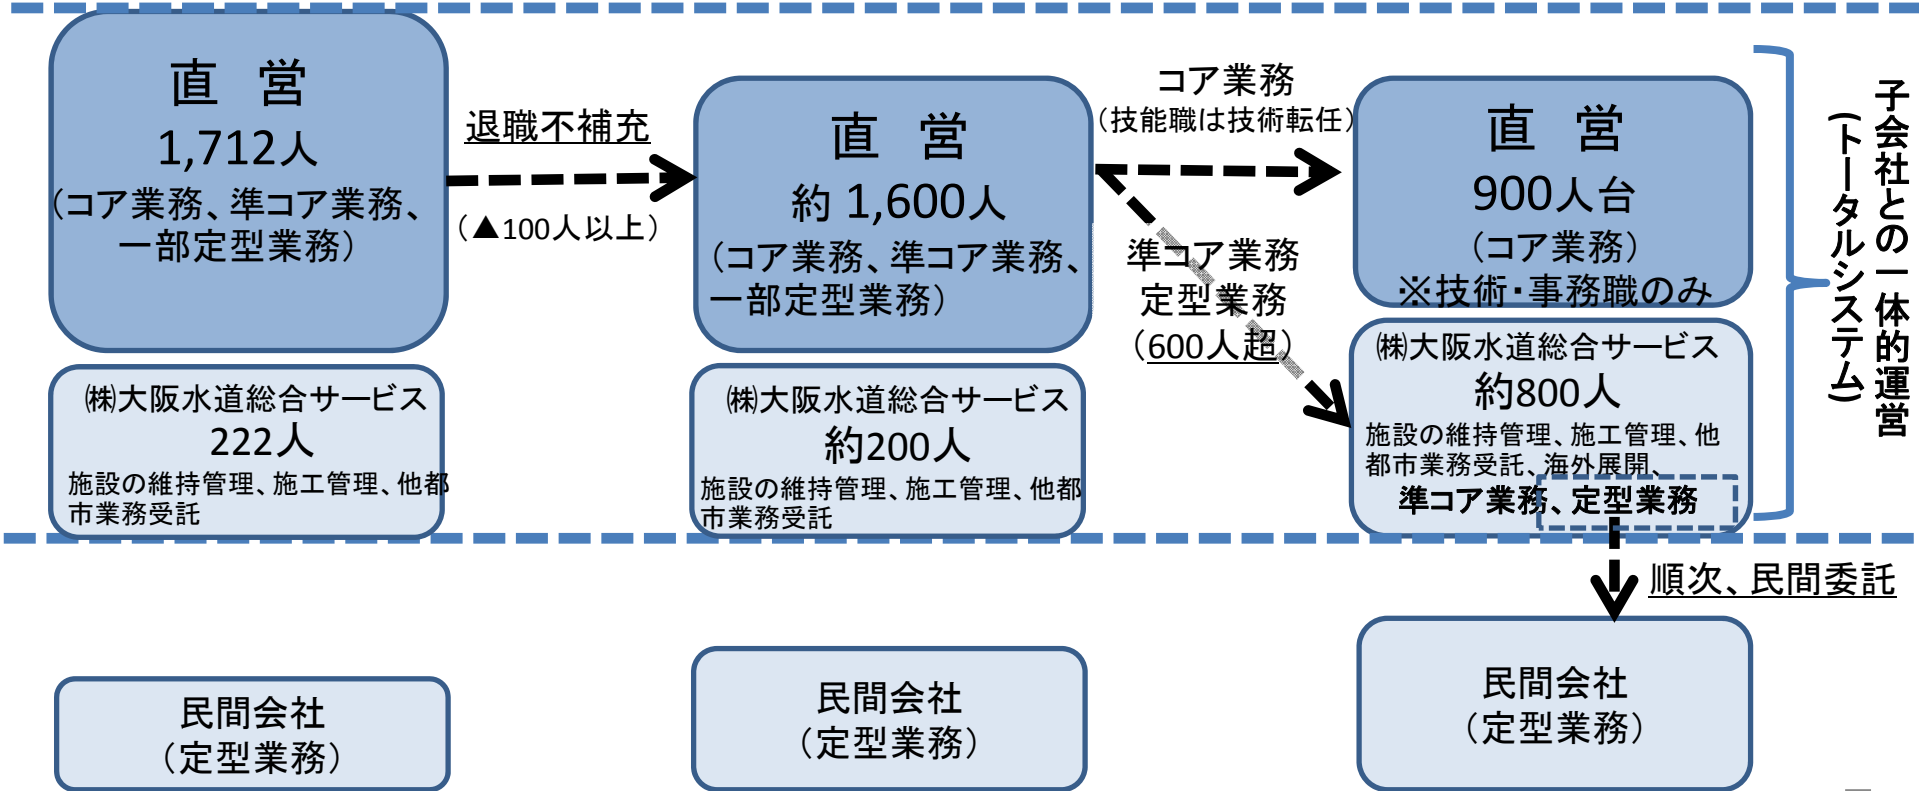 直　営
1,712人
（コア業務、準コア業務、
一部定型業務）
㈱大阪水道総合サービス
222人
施設の維持管理、施工管理、他都
市業務受託
民間会社
（定型業務）
退職不補充
（▲100人以上）
直　営
約 1,600人
（コア業務、準コア業務、
一部定型業務）
㈱大阪水道総合サービス
約200人
施設の維持管理、施工管理、他都
市業務受託
民間会社
（定型業務）
コア業務
（技能職は技術転任）
準コア業務
定型業務
（600人超）
直　営
900人台
（コア業務）
※技術・事務職のみ
㈱大阪水道総合サービス
約800人
施設の維持管理、施工管理、他
都市業務受託、海外展開、
準コア業務、定型業務
順次、民間委託
民間会社
（定型業務）
子会社との一体的運営
（トータルシステム）